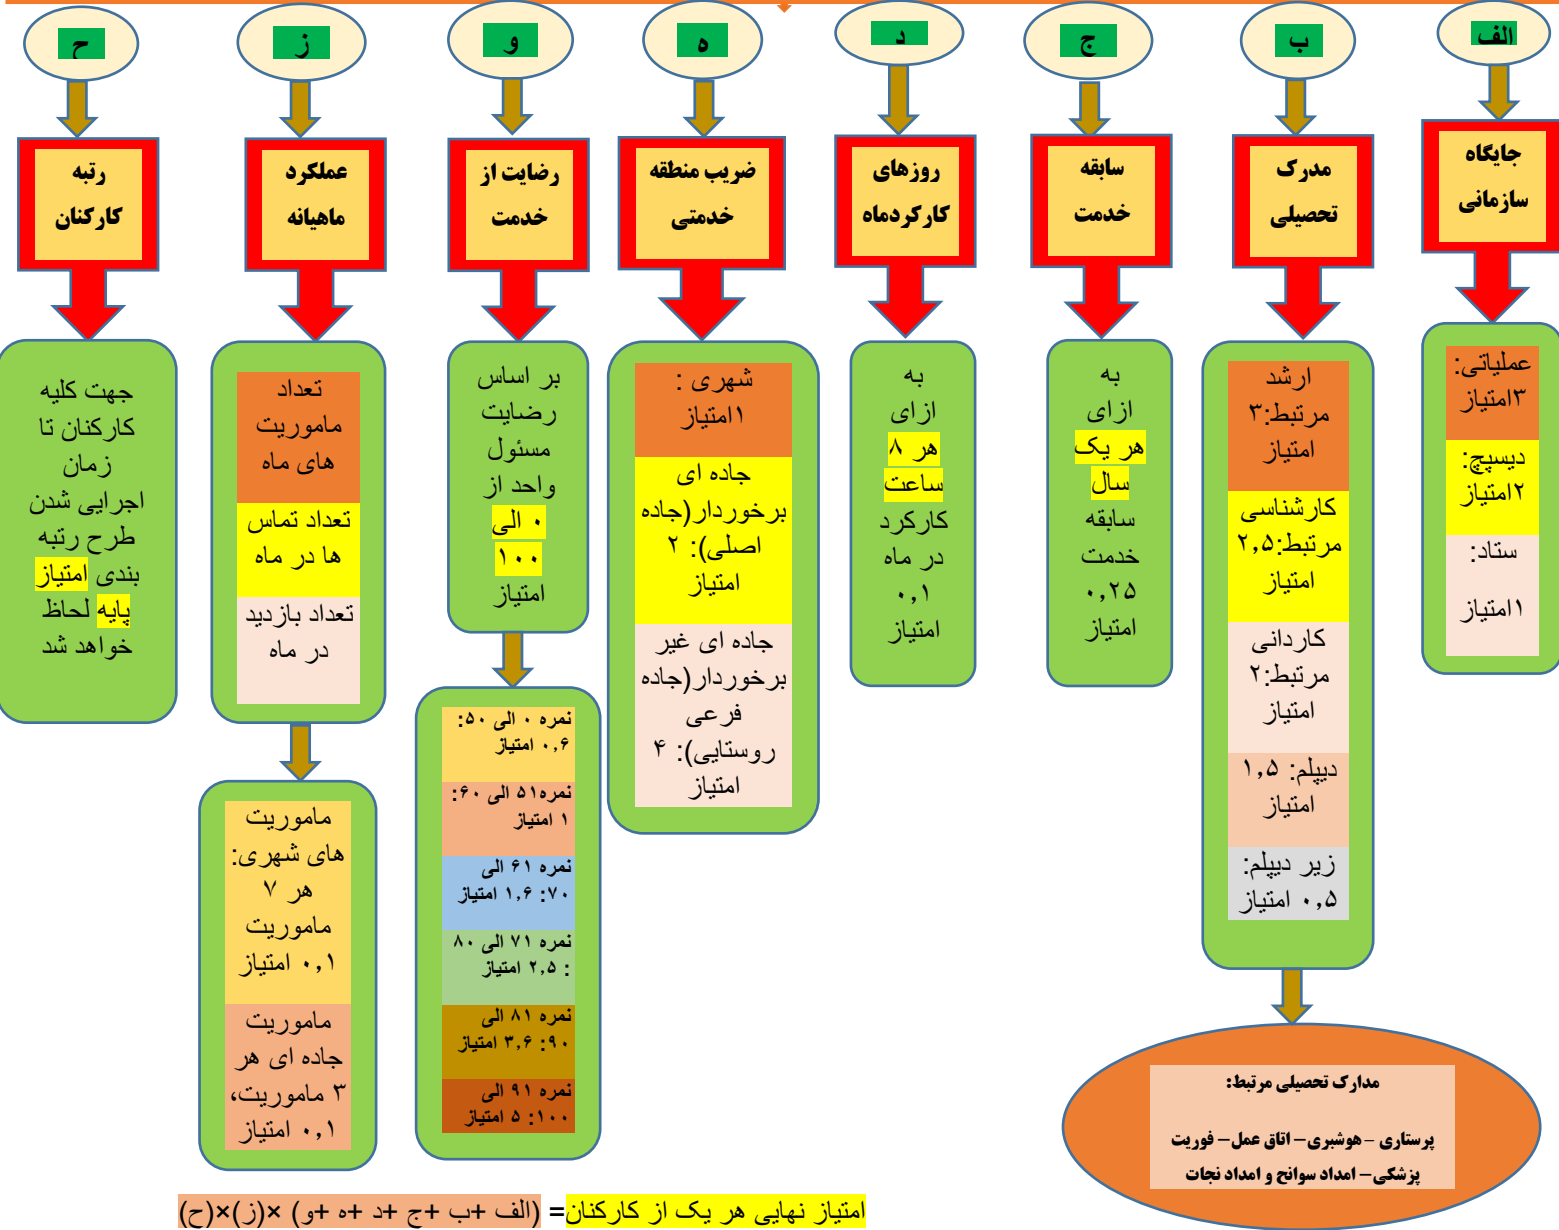 الف
ب
ج
د
ه
و
ز
ح
جایگاه
سازمانی
مدرک
تحصیلی
سابقه
خدمت
روزهای
کارکردماه
ضریب منطقه
خدمتی
رضایت از
خدمت
عملکرد
ماهیانه
رتبه
کارکنان
عملیاتی:
۳امتیاز
دیسپچ:
۲امتیاز
ستاد:
۱امتیاز
ارشد
مرتبط:۳
امتیاز
کارشناسی
مرتبط:۲,۵
امتیاز
کاردانی
مرتبط:۲
امتیاز
دیپلم: ۱,۵
امتیاز
زیر دیپلم:
۰,۵ امتیاز
مدارک تحصیلی مرتبط:
پرستاری – هوشبری – اتاق عمل – فوریت
پزشکی – امداد سوانح و امداد نجات
به
ازای
هر یک
سال
سابقه
خدمت
۰,۲۵
امتیاز
به
ازای
هر ۸
ساعت
کارکرد
در ماه
۰,۱
امتیاز
شهری :
۱امتیاز
جاده ای
برخوردار(جاده
اصلی): ۲
امتیاز
جاده ای غیر
برخوردار(جاده
فرعی
روستایی): ۴
امتیاز
بر اساس
رضایت
مسئول
واحد از
۰ الی
۱۰۰
امتیاز
نمره ۰ الی ۵۰:
۰,۶ امتیاز
نمره۵۱ الی ۶۰:
۱ امتیاز
نمره ۶۱ الی
۷۰: ۱,۶ امتیاز
نمره ۷۱ الی ۸۰
: ۲,۵ امتیاز
نمره ۸۱ الی
۹۰: ۳,۶ امتیاز
نمره ۹۱ الی
۱۰۰: ۵ امتیاز
تعداد
ماموریت
های ماه
تعداد تماس
ها در ماه
تعداد بازدید
در ماه
ماموریت
های شهری:
هر ۷
ماموریت
۰,۱ امتیاز
ماموریت
جاده ای هر
۳ ماموریت،
۰,۱ امتیاز
جهت کلیه
کارکنان تا
زمان
اجرایی شدن
طرح رتبه
بندی امتیاز
پایه لحاظ
خواهد شد
امتیاز نهایی هر یک از کارکنان= (الف +ب +ج +د +ه +و) ×(ز)×(ح)